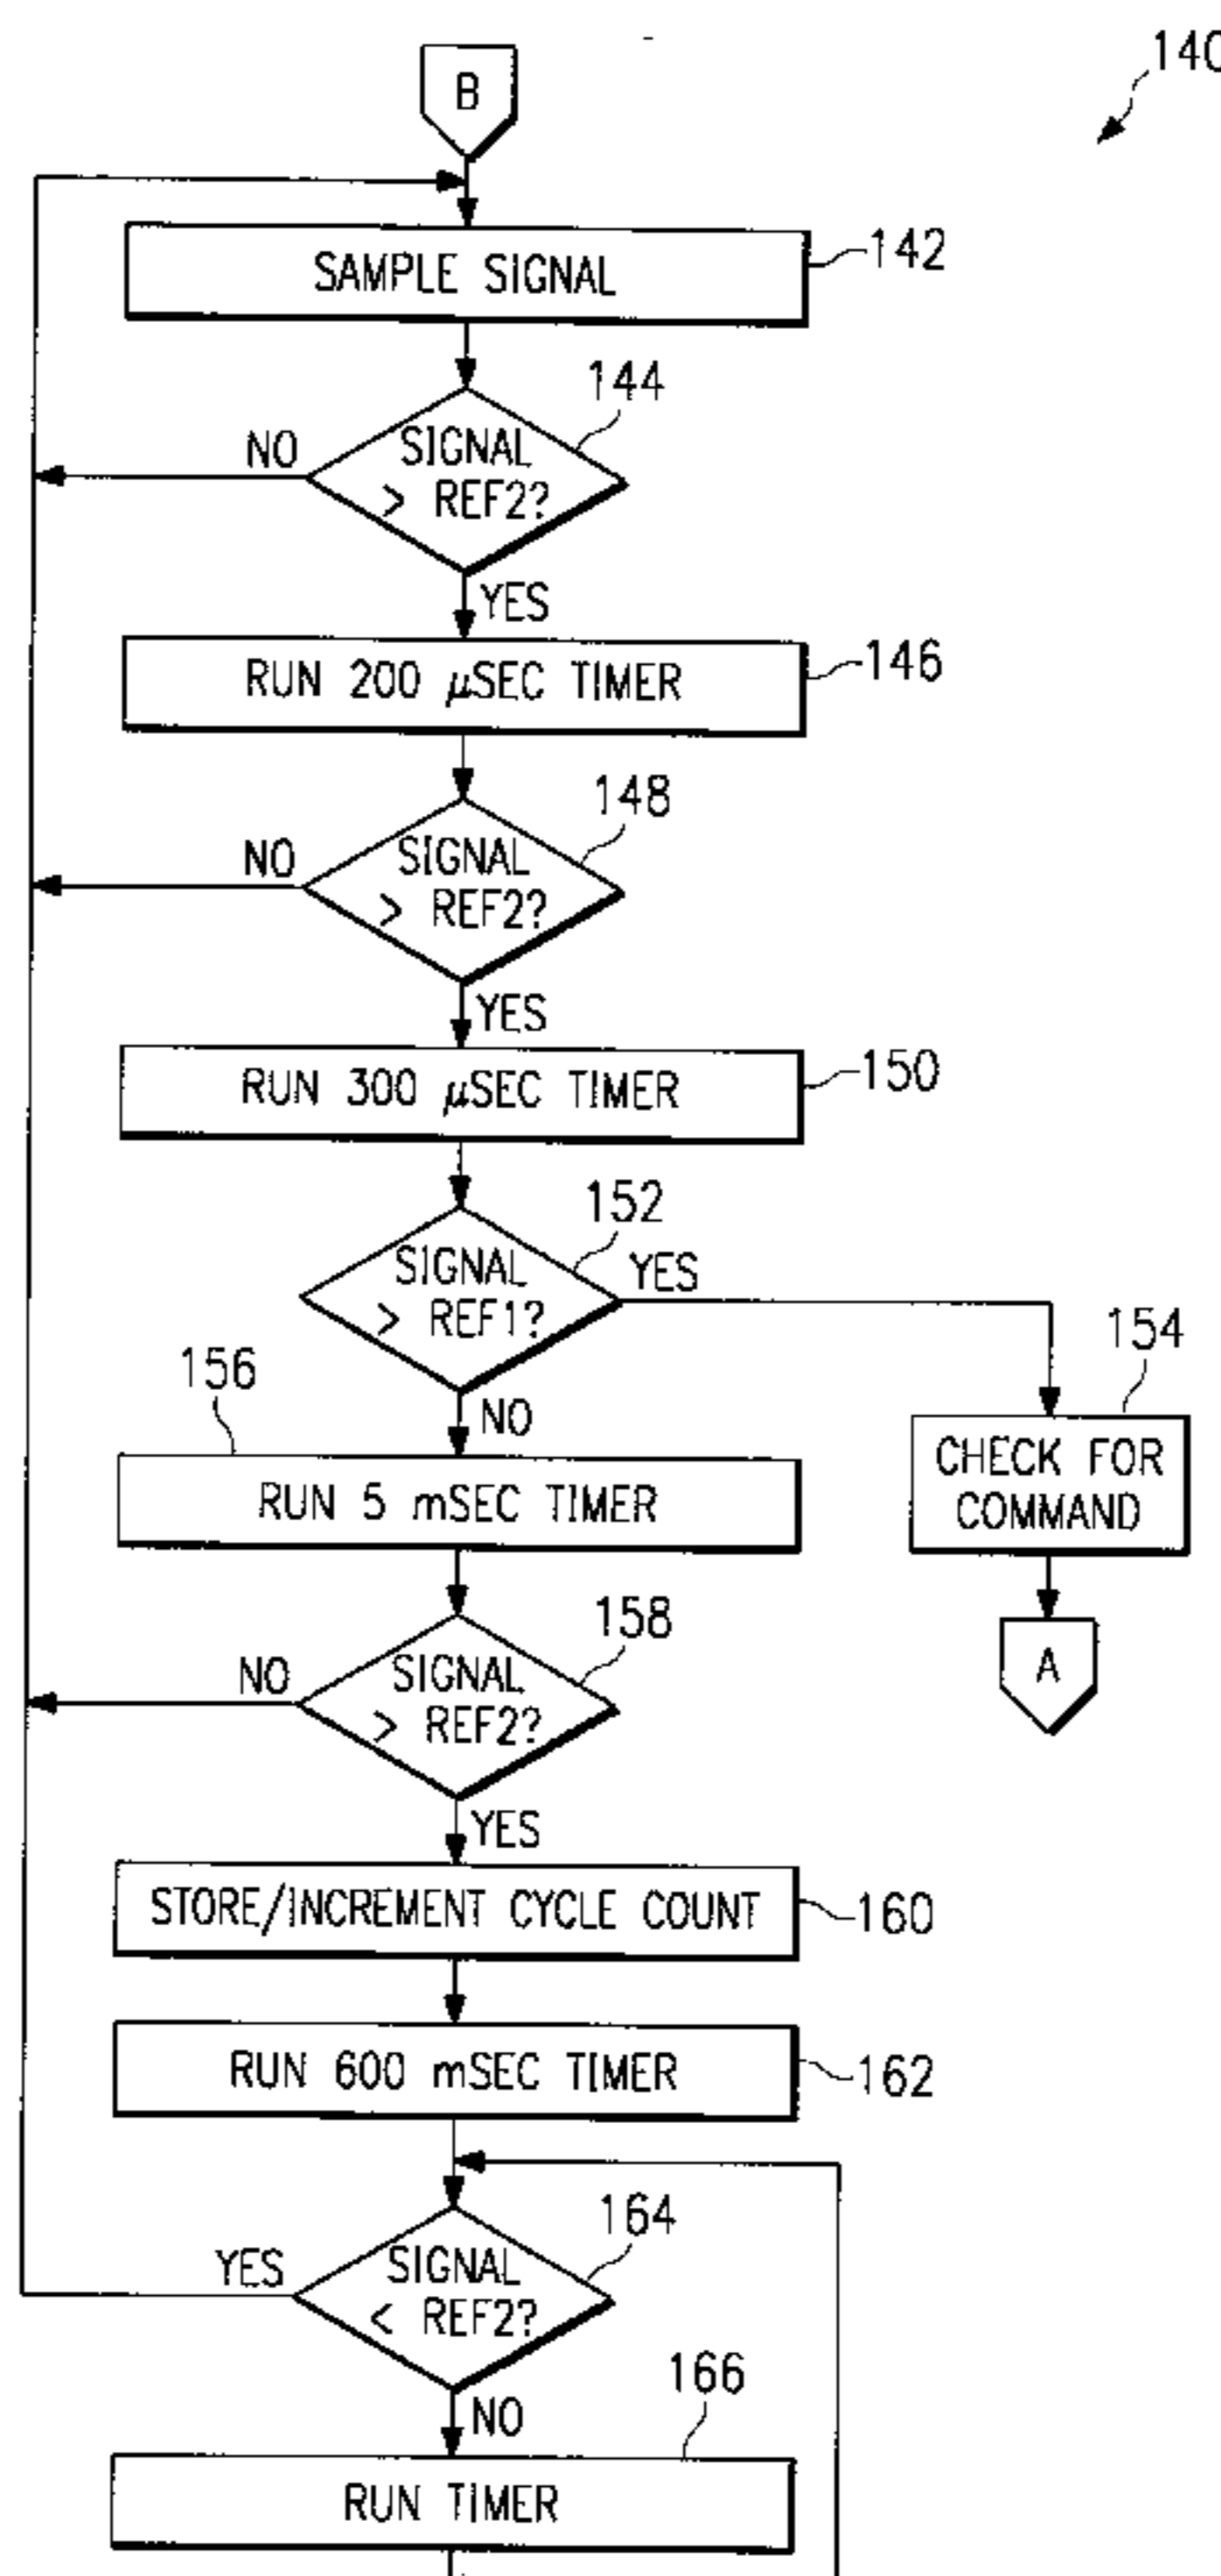 140
B
SAMPLE SIGNAL
142
144
SIGNAL
> REF2?
NO
YES
RUN 200 µSEC TIMER
146
148
SIGNAL
> REF2?
NO
YES
RUN 300 µSEC TIMER
150
152
SIGNAL
> REF1?
YES
NO
154
CHECK FOR
COMMAND
A
156
RUN 5 mSEC TIMER
158
SIGNAL
> REF2?
NO
YES
STORE/INCREMENT CYCLE COUNT
160
RUN 600 mSEC TIMER
162
164
SIGNAL
< REF2?
YES
NO
166
RUN TIMER